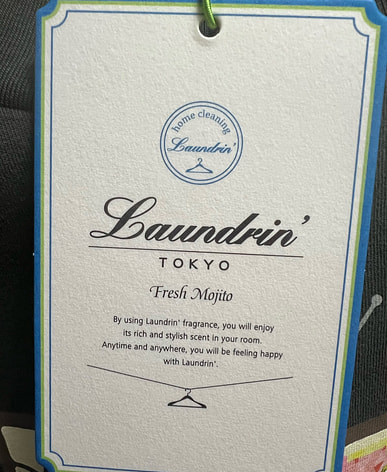 home cleaning
Laundrin'
Laundrin'
TOKYO
Fresh Mojito
By using Laundrin' fragrance, you will enjoy
its rich and stylish scent in your room.
Anytime and anywhere, you will be feeling happy
with Laundrin'.